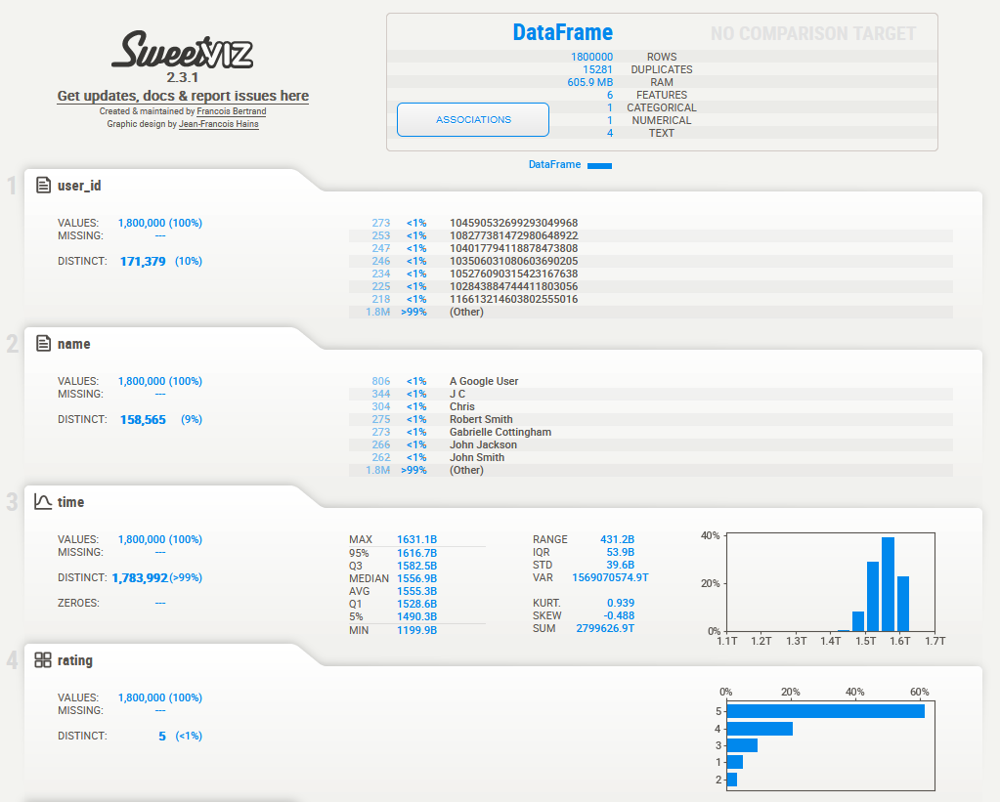 SweetVIZ
2.3.1
Get updates, docs & report issues here
Created & maintained by Francois Bertrand
Graphic design by Jean-Francois Hains
DataFrame
NO COMPARISON TARGET
1800000 ROWS
15281 DUPLICATES
605.9 MB RAM
6 FEATURES
1 CATEGORICAL
1 NUMERICAL
4 TEXT
ASSOCIATIONS
DataFrame
1 user_id
VALUES: 1,800,000 (100%)
MISSING: ---
DISTINCT: 171,379 (10%)
273 <1% 104590532699293049968
253 <1% 108277381472980648922
247 <1% 104017794118878473808
246 <1% 103506031080603690205
234 <1% 105276090315423167638
225 <1% 102843884744411803056
218 <1% 116613214603802555016
1.8M >99% (Other)
2 name
VALUES: 1,800,000 (100%)
MISSING: ---
DISTINCT: 158,565 (9%)
806 <1% A Google User
344 <1% J C
304 <1% Chris
275 <1% Robert Smith
273 <1% Gabrielle Cottingham
266 <1% John Jackson
262 <1% John Smith
1.8M >99% (Other)
3 time
VALUES: 1,800,000 (100%)
MISSING: ---
DISTINCT: 1,783,992 (>99%)
ZEROES: ---
MAX 1631.1B
95% 1616.7B
Q3 1582.5B
MEDIAN 1556.9B
AVG 1555.3B
Q1 1528.6B
5% 1490.3B
MIN 1199.9B
RANGE 431.2B
IQR 53.9B
STD 39.6B
VAR 1569070574.9T
KURT. 0.939
SKEW -0.488
SUM 2799626.9T
40%
20%
0%
1.1T 1.2T 1.3T 1.4T 1.5T 1.6T 1.7T
4 rating
VALUES: 1,800,000 (100%)
MISSING: ---
DISTINCT: 5 (<1%)
0% 20% 40% 60%
5
4
3
1
2